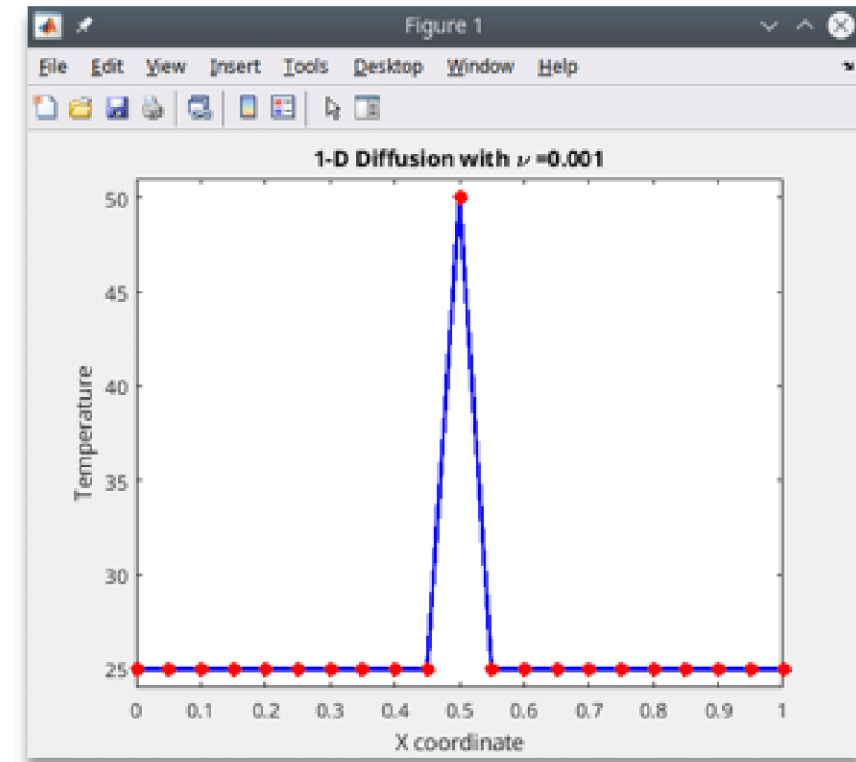 Figure 1
File Edit View Insert Tools Desktop Window Help
1-D Diffusion with ν =0.001
50
45
40
35
30
25
Temperature
0 0.1 0.2 0.3 0.4 0.5 0.6 0.7 0.8 0.9 1
X coordinate